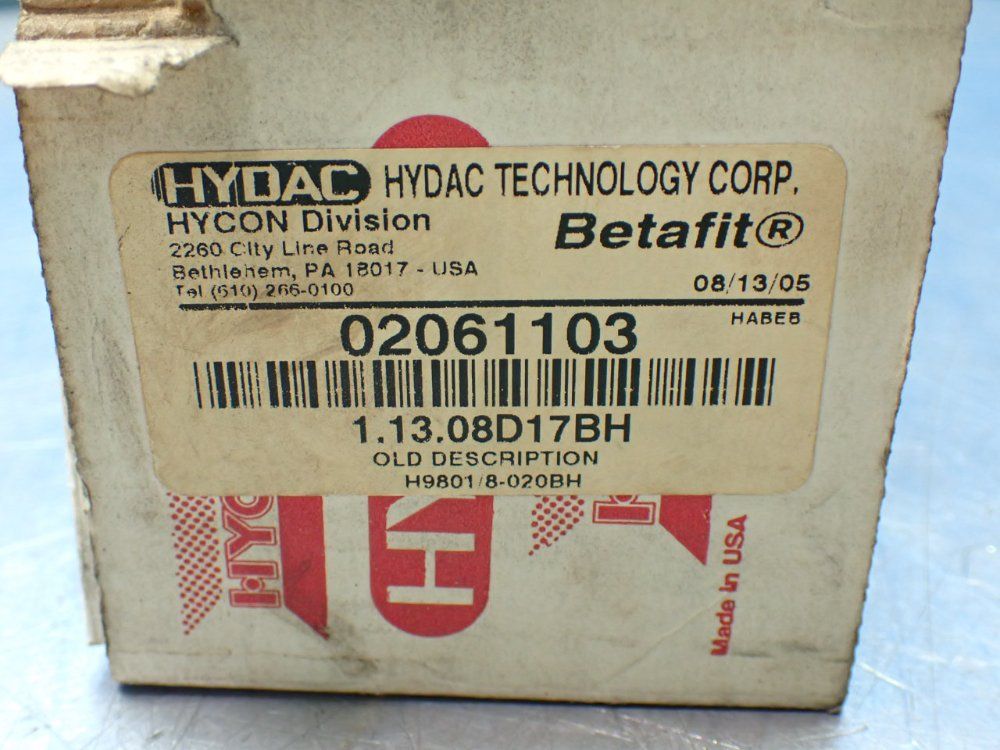 HYDAC HYDAC TECHNOLOGY CORP.
HYCON Division
Betafit®
2260 City Line Road
Bethlehem, PA 18017 - USA
Tel (610) 266-0100
08/13/05
HABEB
02061103
1.13.08D17BH
OLD DESCRIPTION
H9801/8-020BH
Made in USA